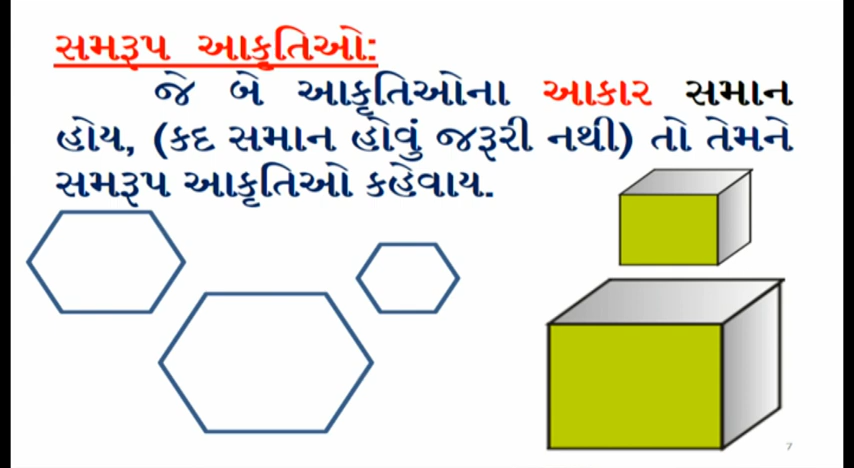 સમરૂપ આકૃતિઓ:
જે બે આકૃતિઓના આકાર સમાન
હોય, (કદ સમાન હોવું જરૂરી નથી) તો તેમને
સમરૂપ આકૃતિઓ કહેવાય.
7